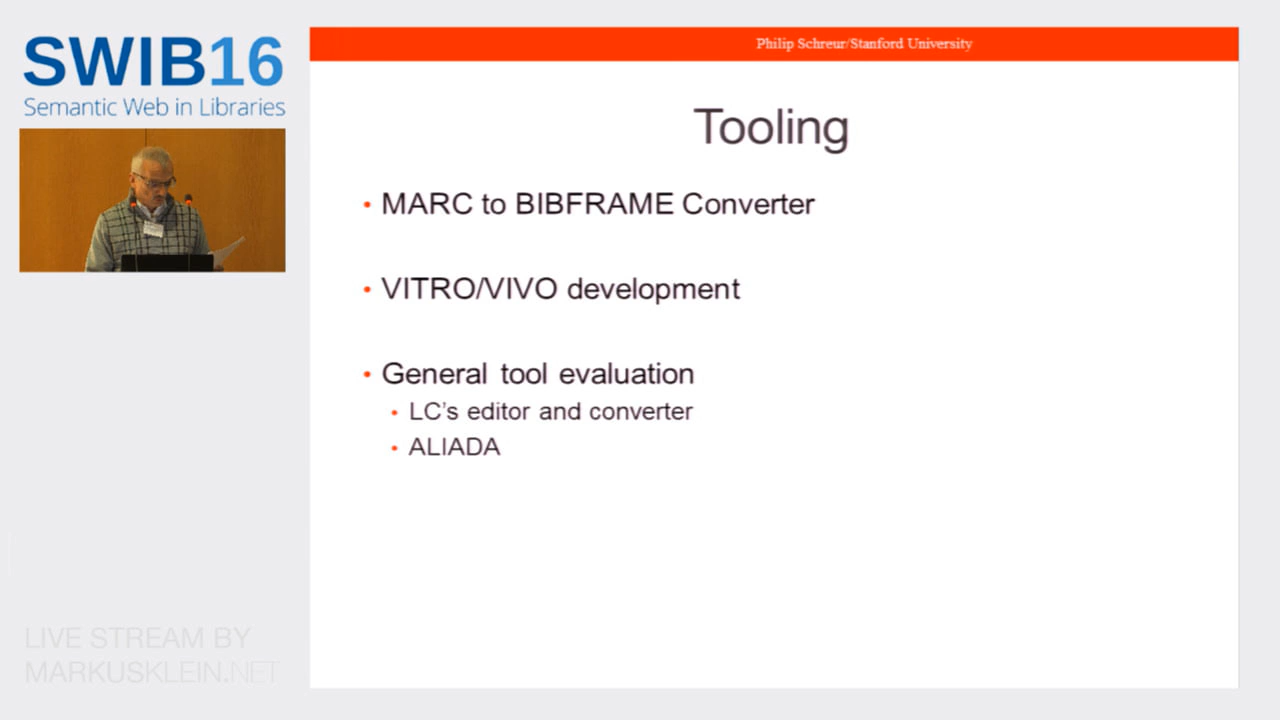 SWIB16
Semantic Web in Libraries
Philip Schreur/Stanford University
Tooling
• MARC to BIBFRAME Converter
• VITRO/VIVO development
• General tool evaluation
• LC's editor and converter
• ALIADA
LIVE STREAM BY
MARKUSKLEIN.NET